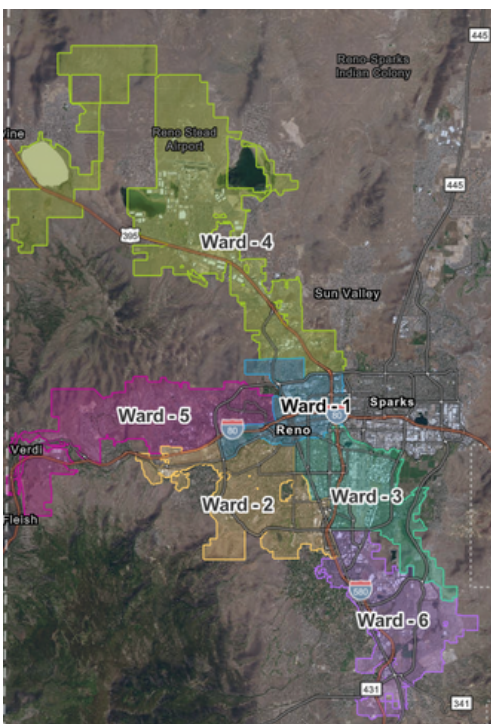 445
Reno-Sparks
Indian Colony
vine
Reno Stead
Airport
445
395
Ward - 4
Sun Valley
Ward - 5
Ward - 1
Sparks
80
80
Reno
Verdi
Ward - 2
Ward - 3
Fleish
580
Ward - 6
431
341